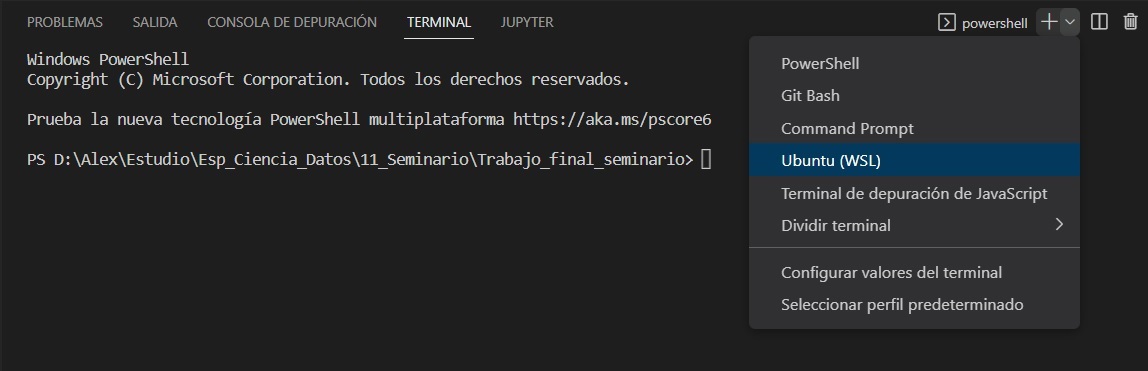 PROBLEMAS SALIDA CONSOLA DE DEPURACIÓN TERMINAL JUPYTER powershell
Windows PowerShell
Copyright (C) Microsoft Corporation. Todos los derechos reservados.
Prueba la nueva tecnología PowerShell multiplataforma https://aka.ms/pscore6
PS D:\Alex\Estudio\Esp_Ciencia_Datos\11_Seminario\Trabajo_final_seminario>
PowerShell
Git Bash
Command Prompt
Ubuntu (WSL)
Terminal de depuración de JavaScript
Dividir terminal
Configurar valores del terminal
Seleccionar perfil predeterminado